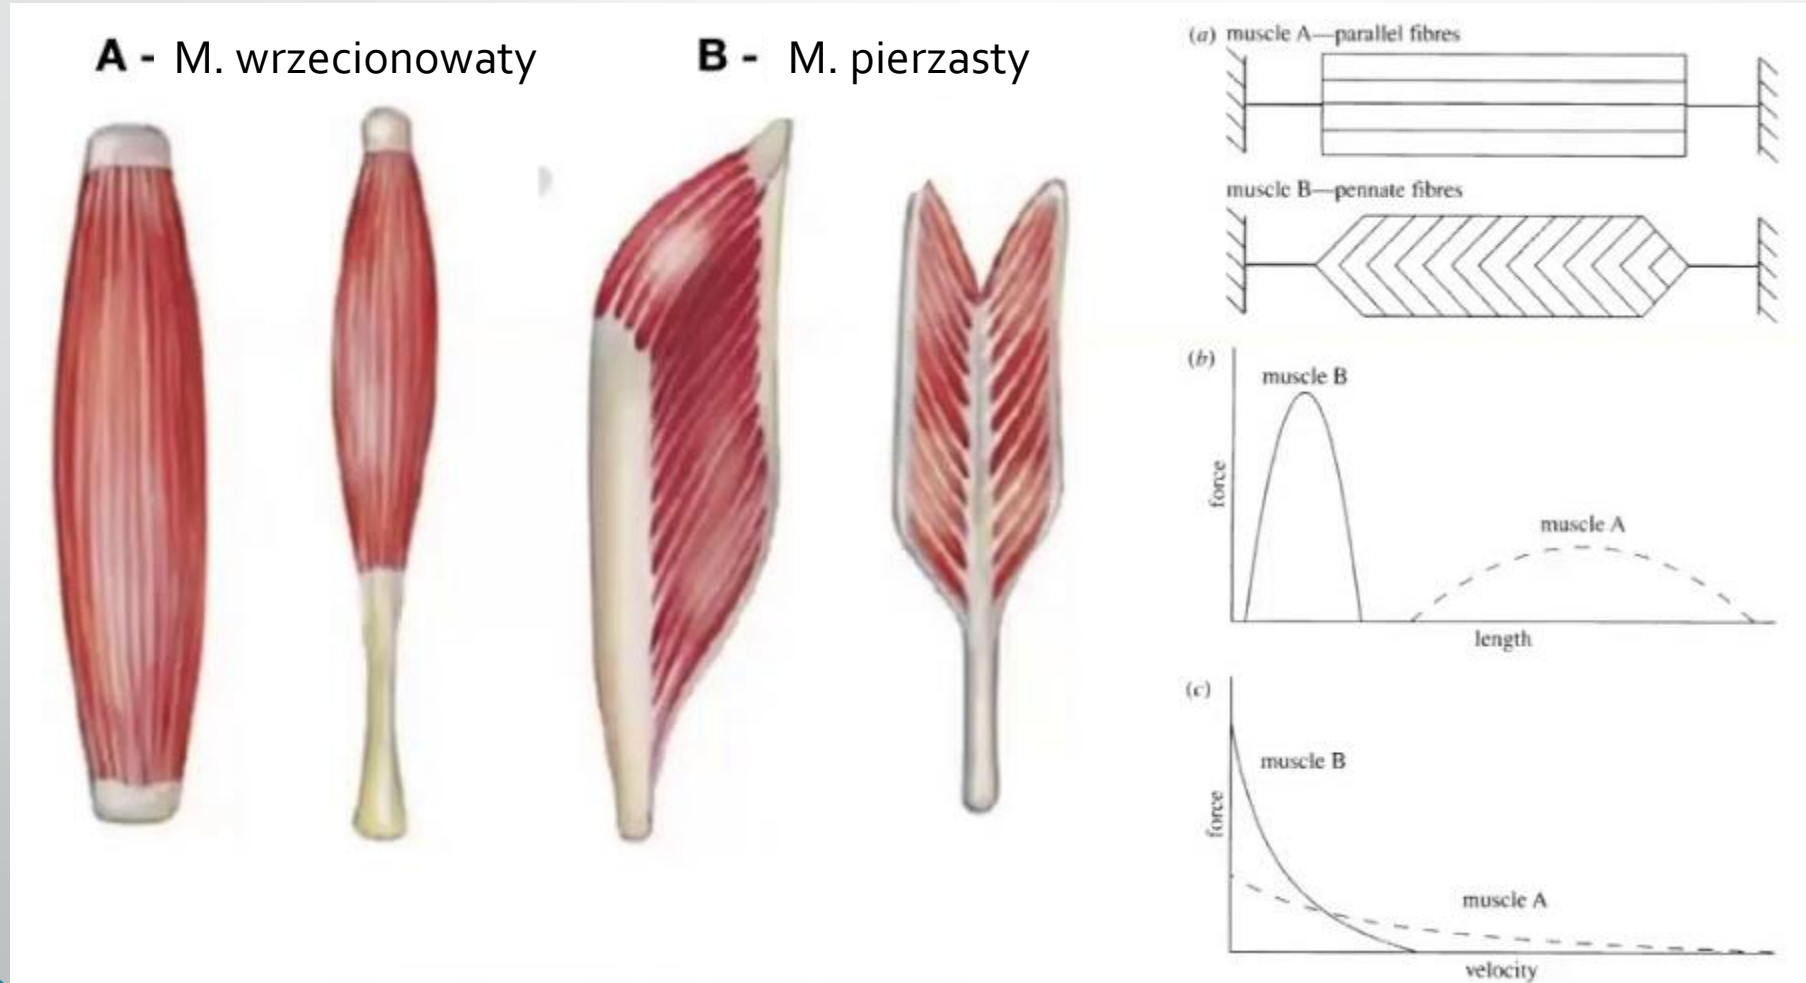 A - M. wrzecionowaty
B - M. pierzasty
(a) muscle A—parallel fibres
muscle B—pennate fibres
(b)
muscle B
muscle A
force
length
(c)
muscle B
muscle A
force
velocity